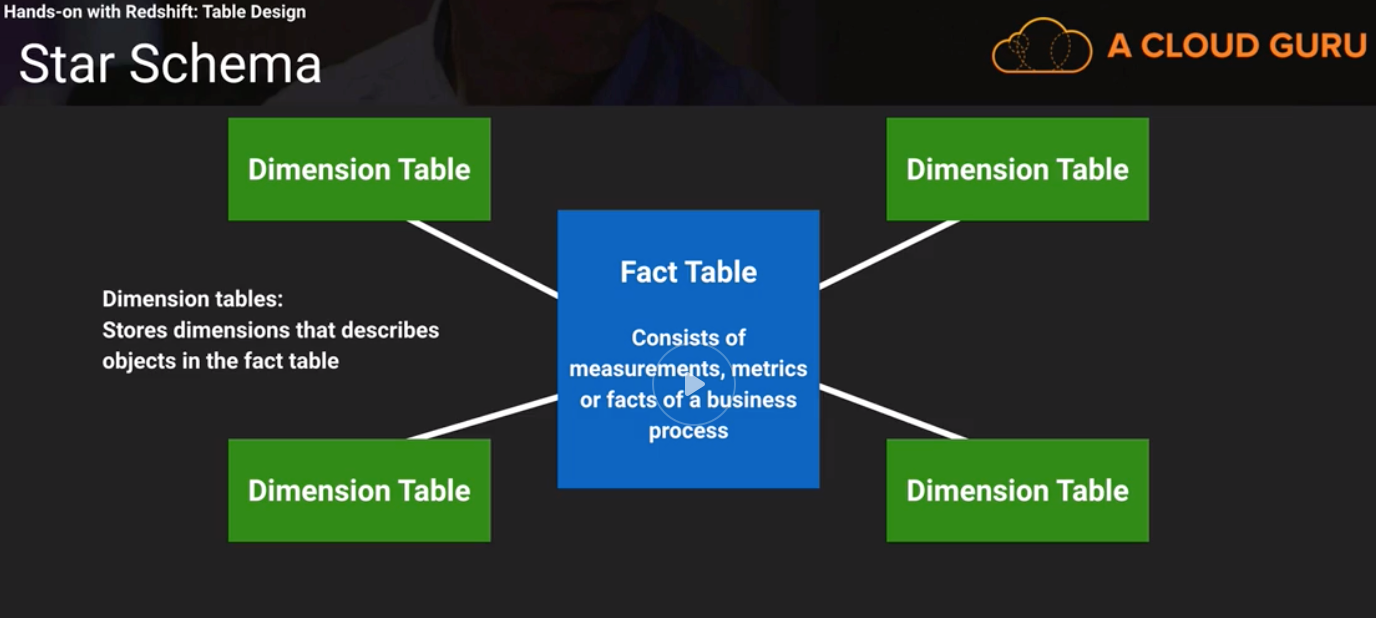 Hands-on with Redshift: Table Design
Star Schema
A CLOUD GURU
Dimension Table
Dimension Table
Fact Table
Consists of
measurements, metrics
or facts of a business
process
Dimension tables:
Stores dimensions that describes
objects in the fact table
Dimension Table
Dimension Table